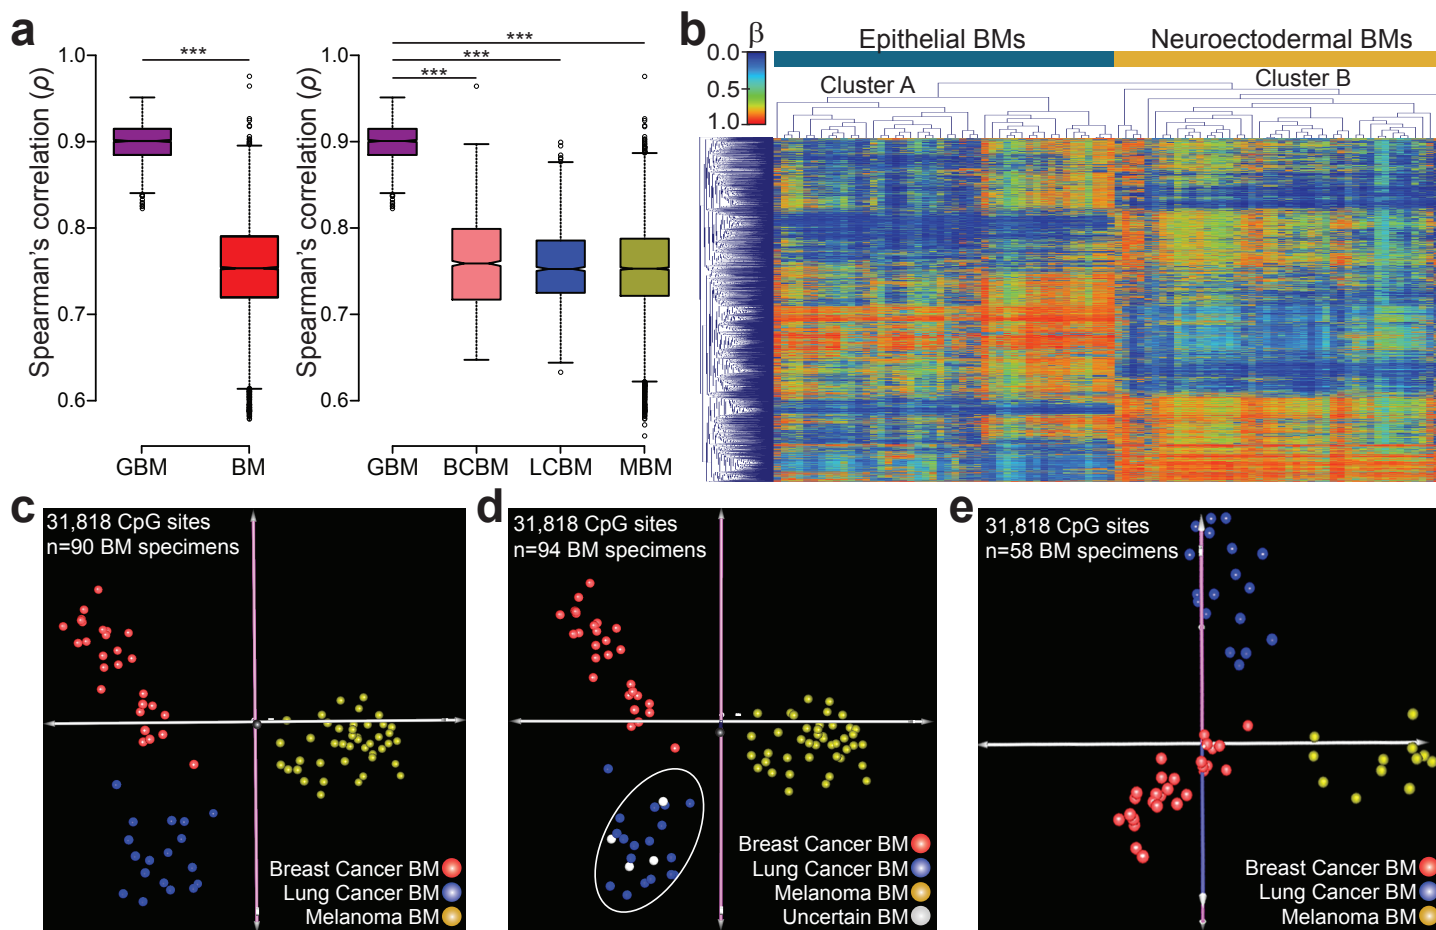 a
Spearman's correlation (ρ)
1.0
0.9
0.8
0.7
0.6
***
GBM BM
Spearman's correlation (ρ)
1.0
0.9
0.8
0.7
0.6
***
***
***
GBM BCBM LCBM MBM
b
β
0.0
0.5
1.0
Epithelial BMs
Neuroectodermal BMs
Cluster A
Cluster B
c
31,818 CpG sites
n=90 BM specimens
Breast Cancer BM
Lung Cancer BM
Melanoma BM
d
31,818 CpG sites
n=94 BM specimens
Breast Cancer BM
Lung Cancer BM
Melanoma BM
Uncertain BM
e
31,818 CpG sites
n=58 BM specimens
Breast Cancer BM
Lung Cancer BM
Melanoma BM